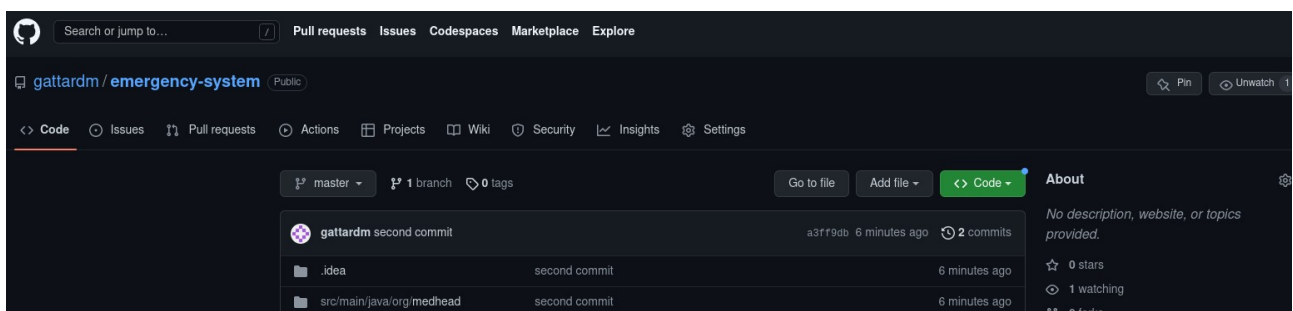 Search or jump to... / Pull requests Issues Codespaces Marketplace Explore
gattardm / emergency-system Public Pin Unwatch 1
<> Code Issues Pull requests Actions Projects Wiki Security Insights Settings
master 1 branch 0 tags Go to file Add file <> Code About
No description, website, or topics
provided.
gattardm second commit a3ff9db 6 minutes ago 2 commits
.idea second commit 6 minutes ago 0 stars
src/main/java/org/medhead second commit 6 minutes ago 1 watching